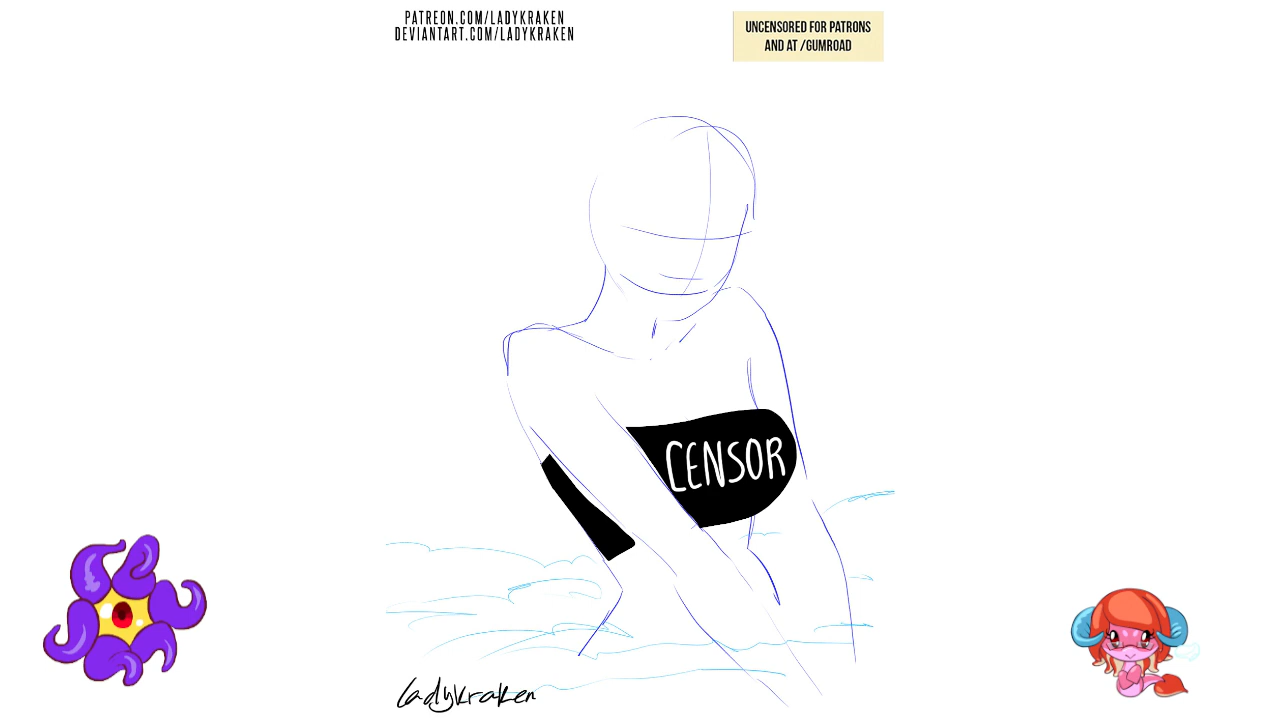 PATREON.COM/LADYKRAKEN
DEVIANTART.COM/LADYKRAKEN
UNCENSORED FOR PATRONS
AND AT /GUMROAD
CENSOR
ladykraken